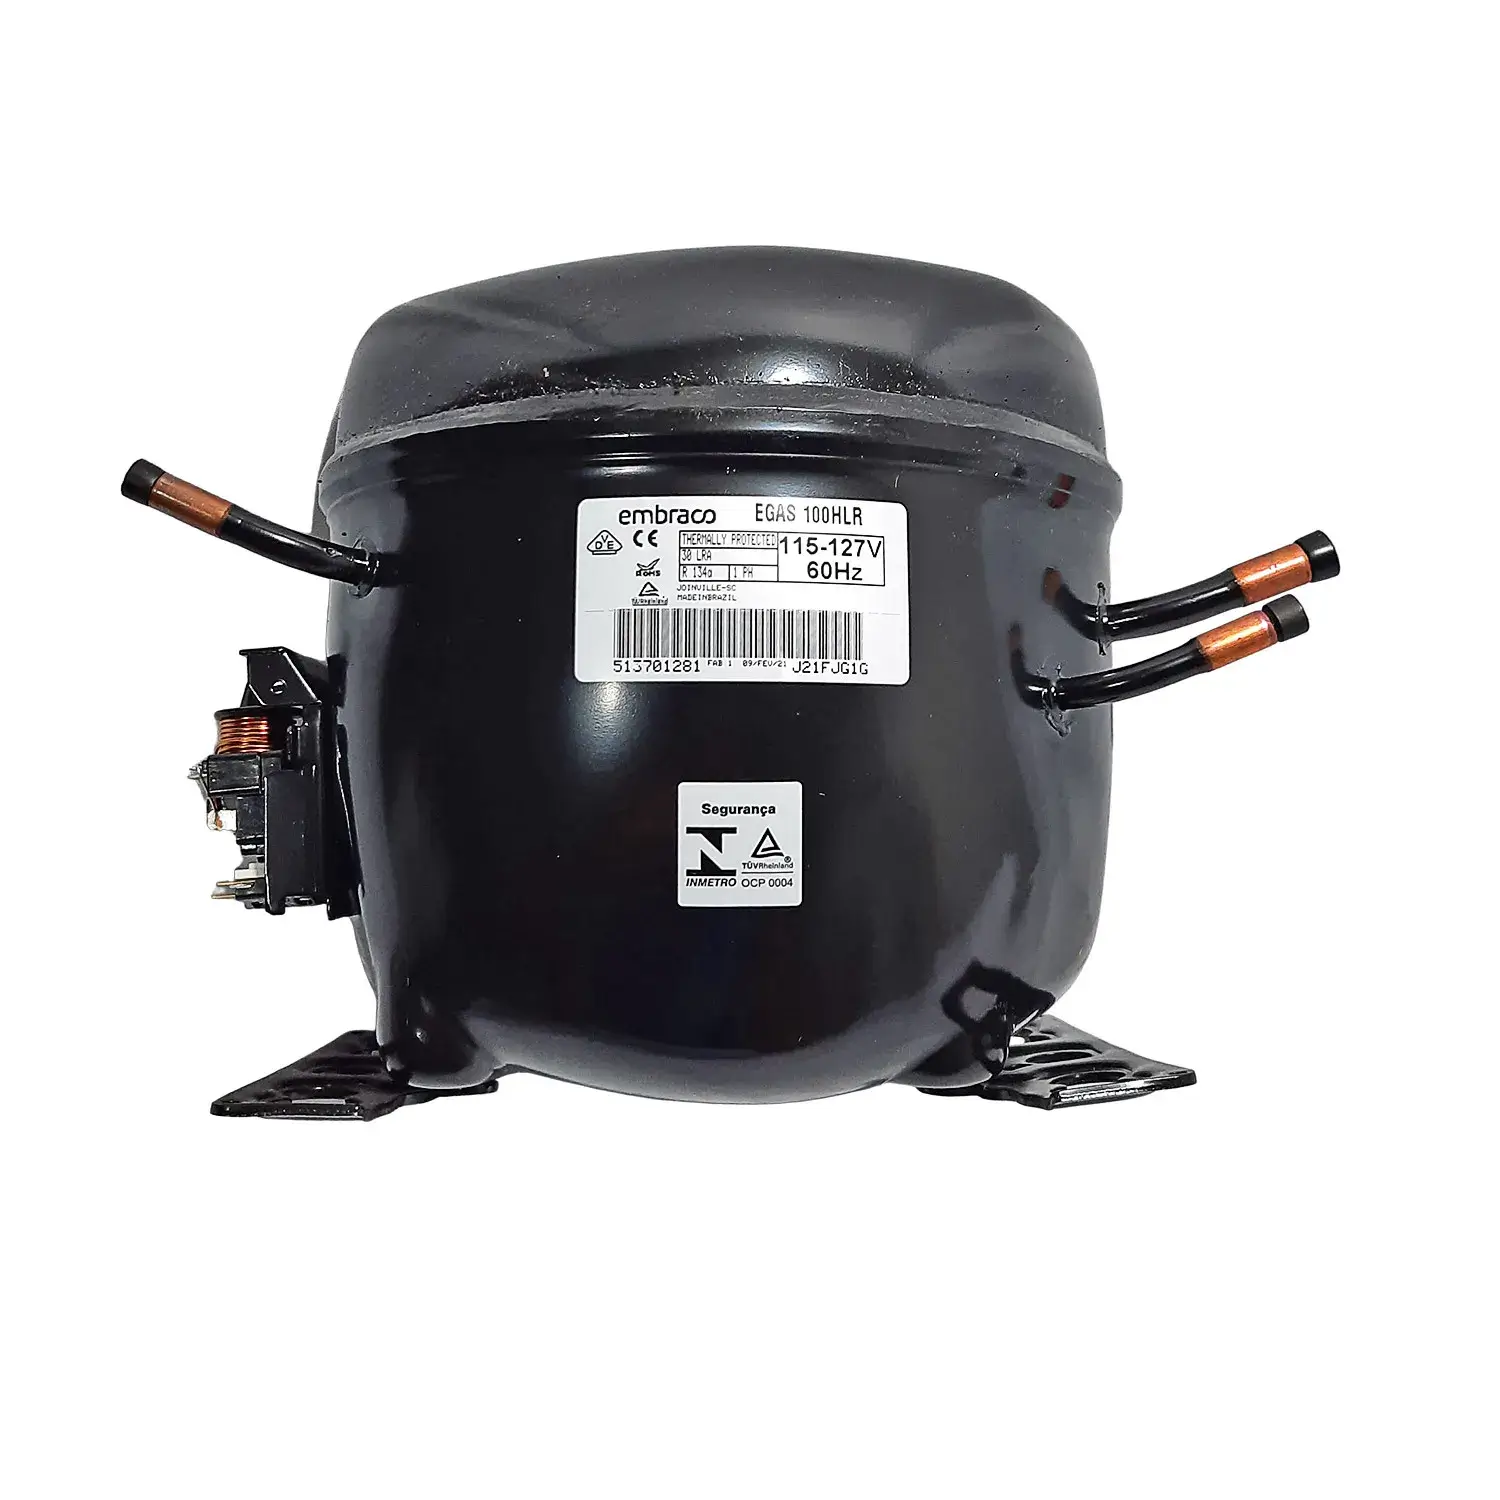 embraco EGAS 100HLR
VDE CE THERMALLY PROTECTED 115-127V
30 LRA
ROHS R 134a 1 PH 60Hz
TÜVRheinland JOINVILLE-SC
MADEINBRAZIL
513701281 FAB 1 09/FEV/21 J21FJG1G
Segurança
TÜVRheinland ®
INMETRO OCP 0004